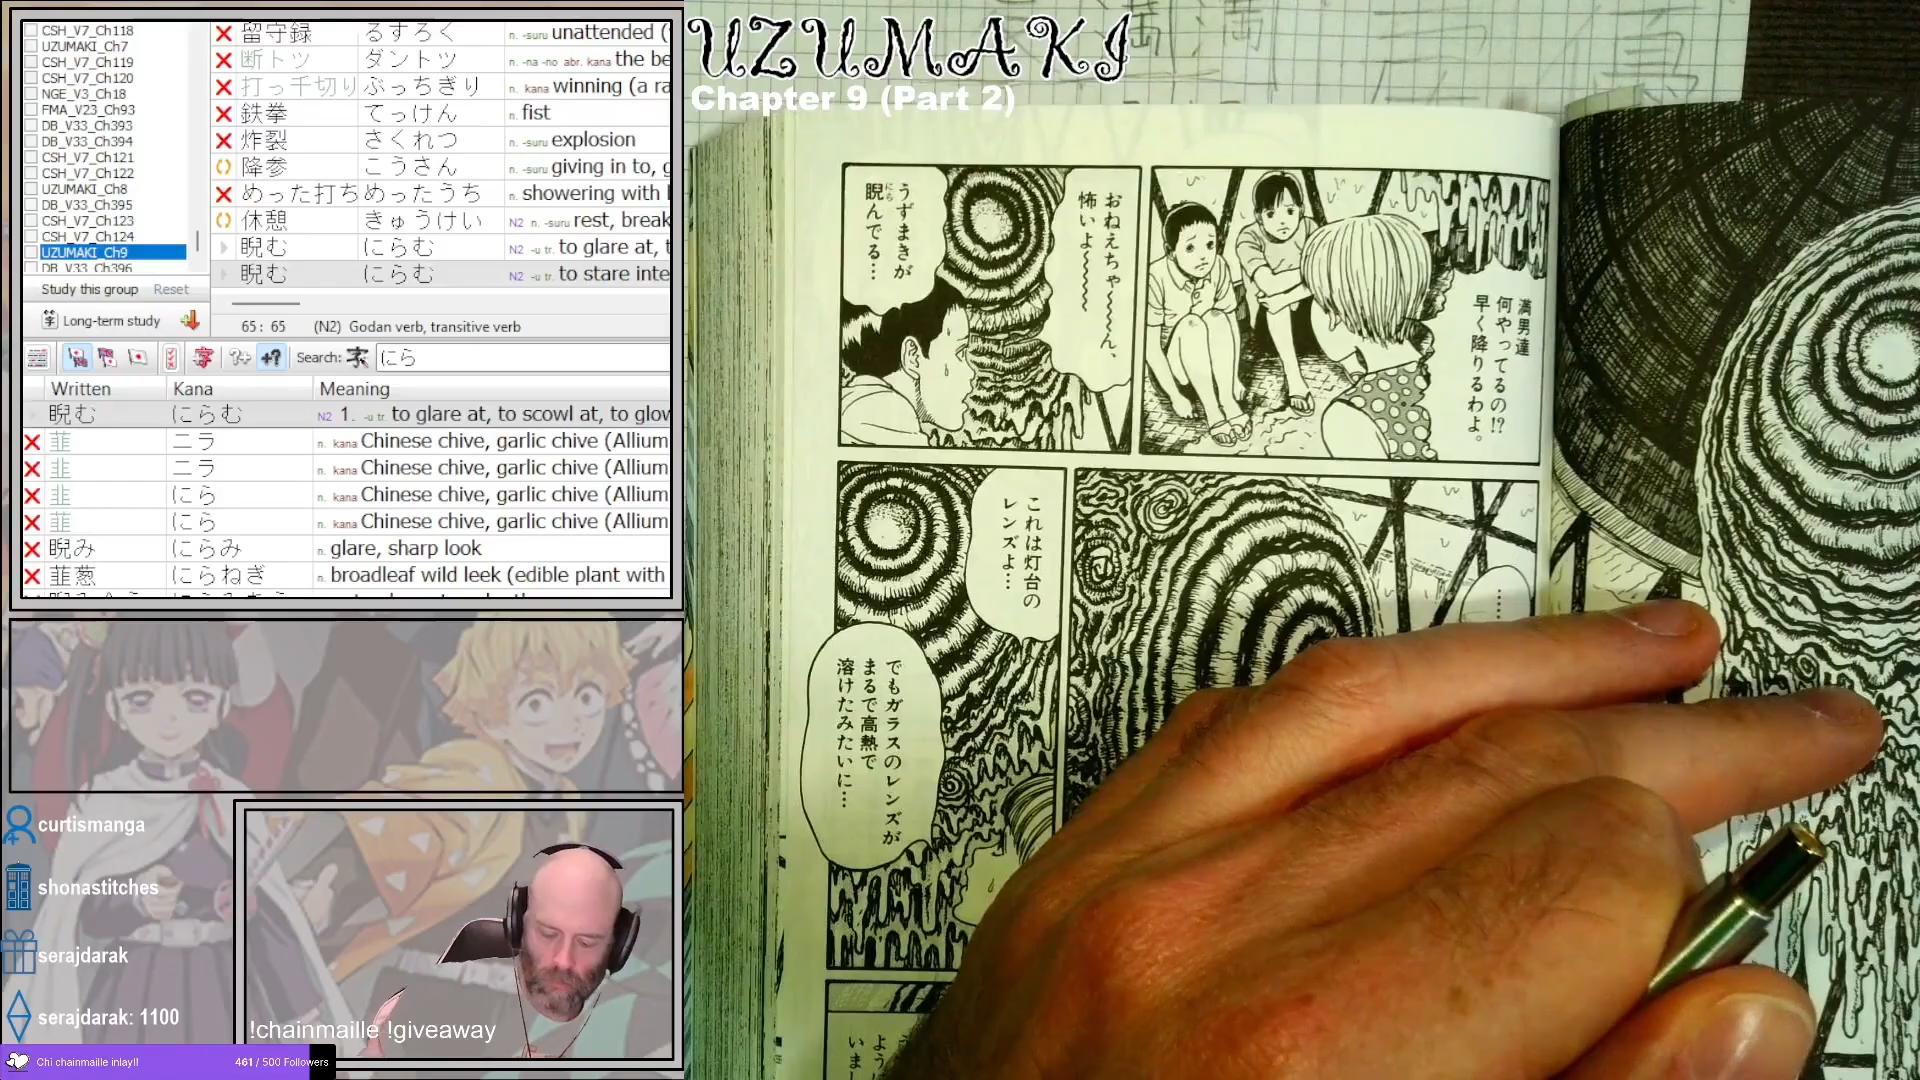 CSH_V7_Ch118
UZUMAKI_Ch7
CSH_V7_Ch119
CSH_V7_Ch120
NGE_V3_Ch18
FMA_V23_Ch93
DB_V33_Ch393
DB_V33_Ch394
CSH_V7_Ch121
CSH_V7_Ch122
UZUMAKI_Ch8
DB_V33_Ch395
CSH_V7_Ch123
CSH_V7_Ch124
UZUMAKI_Ch9
DB_V33_Ch396
Study this group Reset
Long-term study
留守録 るすろく n. -suru unattended (
断トツ ダントツ n. -na -no abr. kana the be
打っ千切り ぶっちぎり n. kana winning (a ra
鉄拳 てっけん n. fist
炸裂 さくれつ n. -suru explosion
降参 こうさん n. -suru giving in to, g
めった打ち めったうち n. showering with
休憩 きゅうけい N2 n. -suru rest, break
睨む にらむ N2 -u tr. to glare at, t
睨む にらむ N2 -u tr. to stare inte
65: 65 (N2) Godan verb, transitive verb
Search: にら
Written Kana Meaning
睨む にらむ N2 1. -u tr. to glare at, to scowl at, to glow
韮 ニラ n. kana Chinese chive, garlic chive (Allium
韭 ニラ n. kana Chinese chive, garlic chive (Allium
韮 にら n. kana Chinese chive, garlic chive (Allium
韭 にら n. kana Chinese chive, garlic chive (Allium
睨み にらみ n. glare, sharp look
韮葱 にらねぎ n. broadleaf wild leek (edible plant with
curtismanga
shonastitches
serajdarak
serajdarak: 1100
Chi chainmaille inlay!! 461 / 500 Followers
!chainmaille !giveaway
UZUMAKI
Chapter 9 (Part 2)
満男達
何やってるの!?
早く降りるわよ。
おねえちゃ〜〜〜ん、
怖いよ〜〜〜〜
うずまきが
睨んでる…
にら
……
これは灯台の
レンズよ…
でもガラスのレンズが
まるで高熱で
溶けたみたいに…